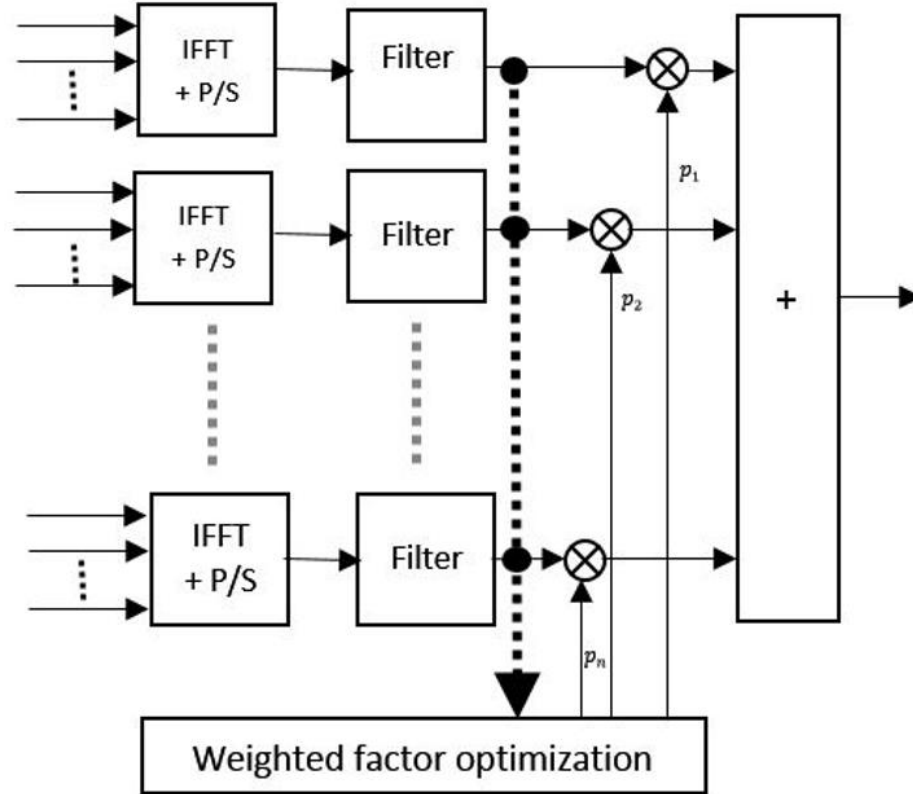 IFFT
+ P/S
Filter
p₁
IFFT
+ P/S
Filter
p₂
+
IFFT
+ P/S
Filter
pₙ
Weighted factor optimization